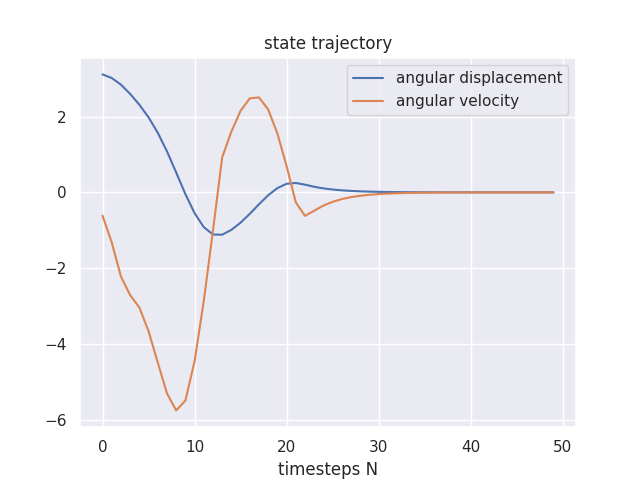 state trajectory
angular displacement
angular velocity
2
0
−2
−4
−6
0 10 20 30 40 50
timesteps N